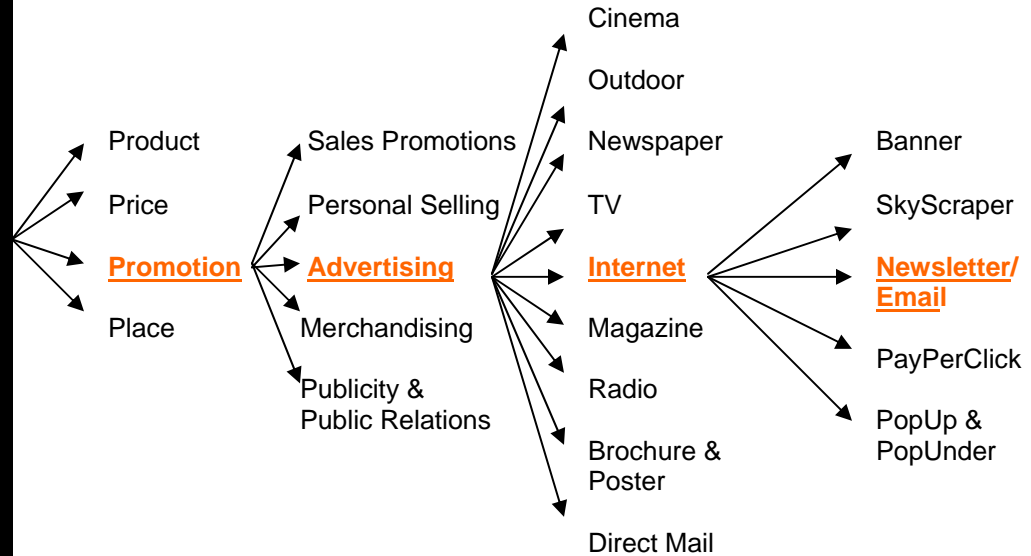 Product
Price
Promotion
Place
Sales Promotions
Personal Selling
Advertising
Merchandising
Publicity &
Public Relations
Cinema
Outdoor
Newspaper
TV
Internet
Magazine
Radio
Brochure &
Poster
Direct Mail
Banner
SkyScraper
Newsletter/
Email
PayPerClick
PopUp &
PopUnder